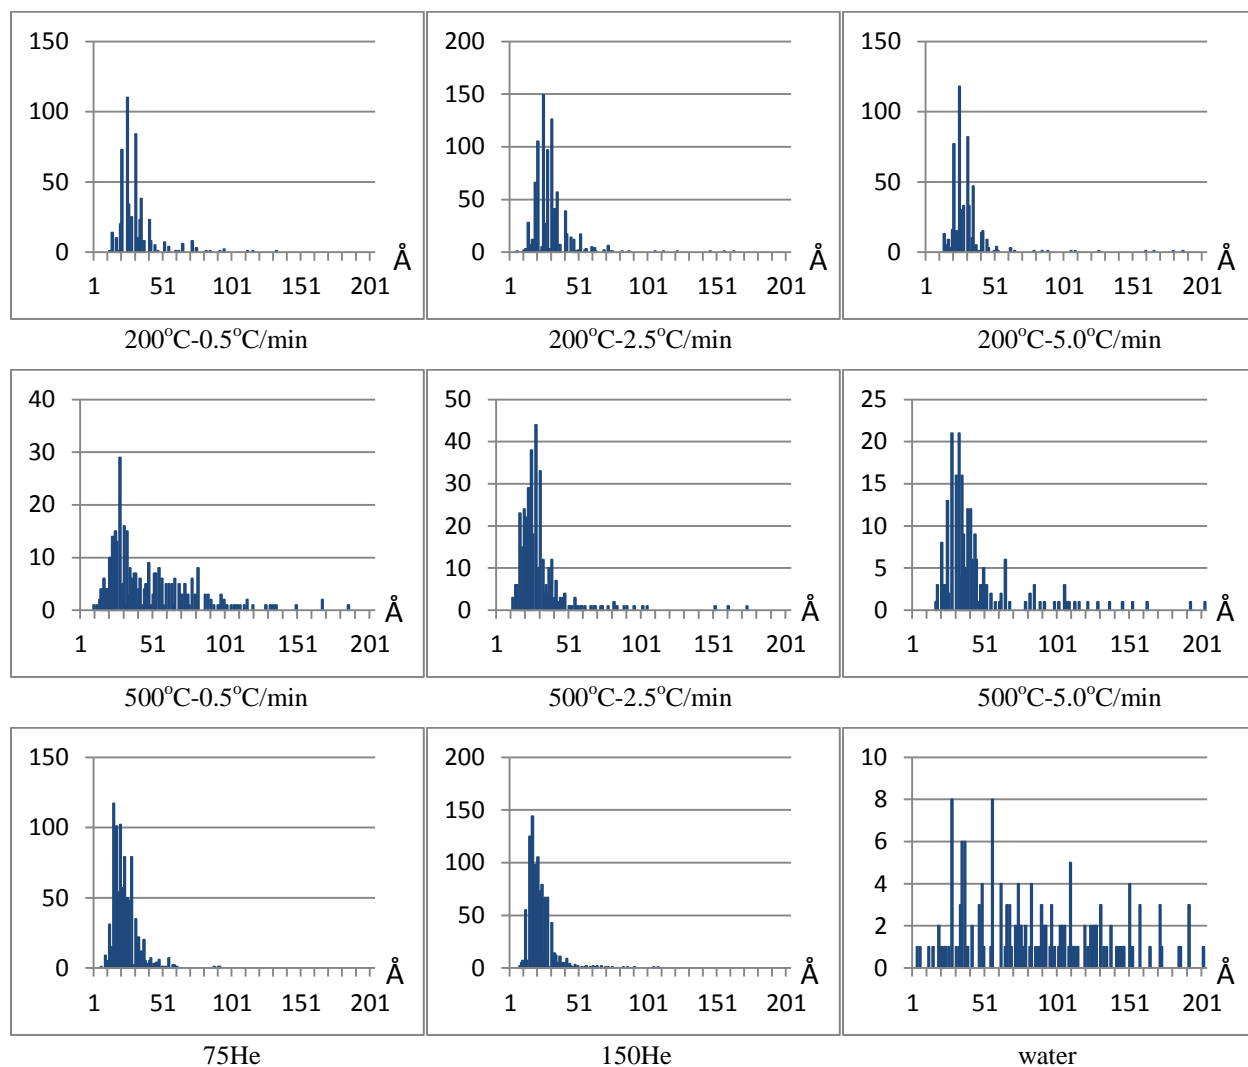 150 200 150
100 150 100
50 100 50
0 50 0
0
Å Å Å
1 51 101 151 201 1 51 101 151 201 1 51 101 151 201
200°C-0.5°C/min 200°C-2.5°C/min 200°C-5.0°C/min
40 50 25
30 40 20
20 30 15
10 20 10
0 10 5
0 0
Å Å Å
1 51 101 151 201 1 51 101 151 201 1 51 101 151 201
500°C-0.5°C/min 500°C-2.5°C/min 500°C-5.0°C/min
150 200 10
100 150 8
50 100 6
0 50 4
0 2
0
Å Å Å
1 51 101 151 201 1 51 101 151 201 1 51 101 151 201
75He 150He water